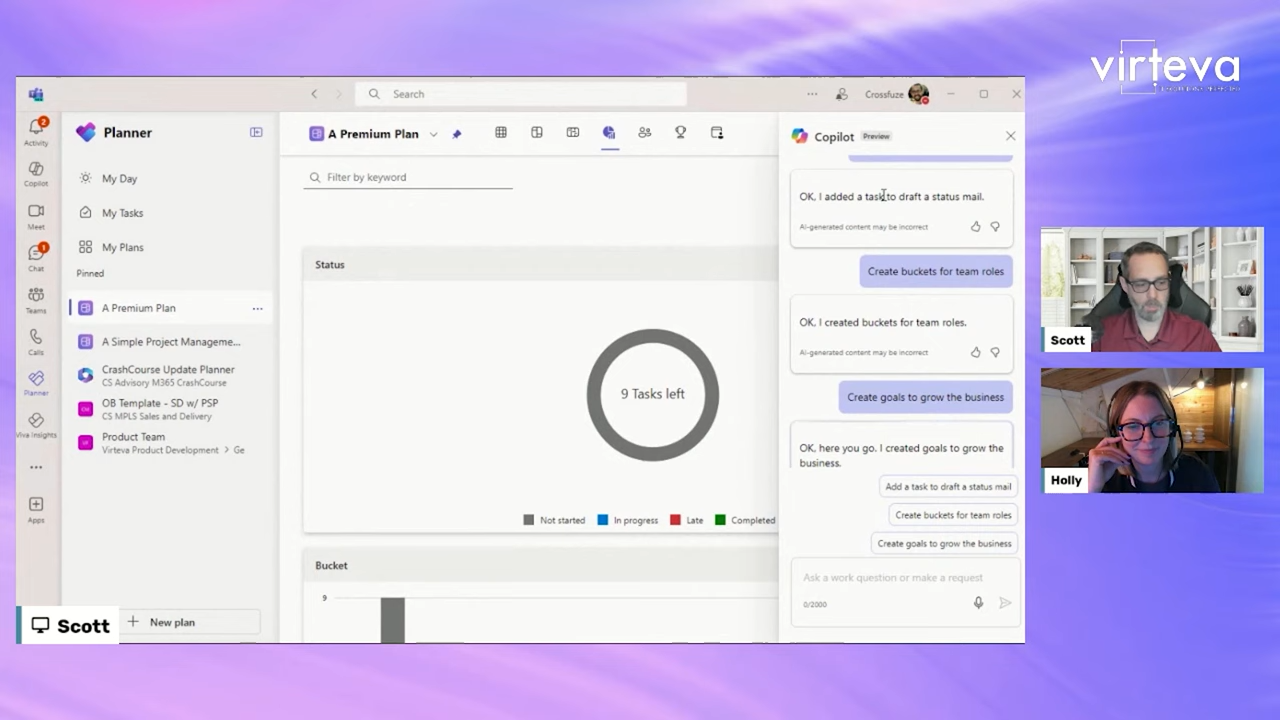 virteva
Search
Crossfuze
2
Activity
Copilot
Meet
1
Chat
Teams
Calls
Planner
Viva Insights
Apps
Planner
My Day
My Tasks
My Plans
Pinned
A Premium Plan
A Simple Project Manageme...
CrashCourse Update Planner
CS Advisory M365 CrashCourse
OB Template - SD w/ PSP
CS MPLS Sales and Delivery
Product Team
Virteva Product Development > Ge
New plan
A Premium Plan
Filter by keyword
Status
9 Tasks left
Not started
In progress
Late
Completed
Bucket
9
Copilot Preview
OK, I added a task to draft a status mail.
AI-generated content may be incorrect
Create buckets for team roles
OK, I created buckets for team roles.
AI-generated content may be incorrect
Create goals to grow the business
OK, here you go. I created goals to grow the
business.
Add a task to draft a status mail
Create buckets for team roles
Create goals to grow the business
Ask a work question or make a request
0/2000
Scott
Scott
Holly